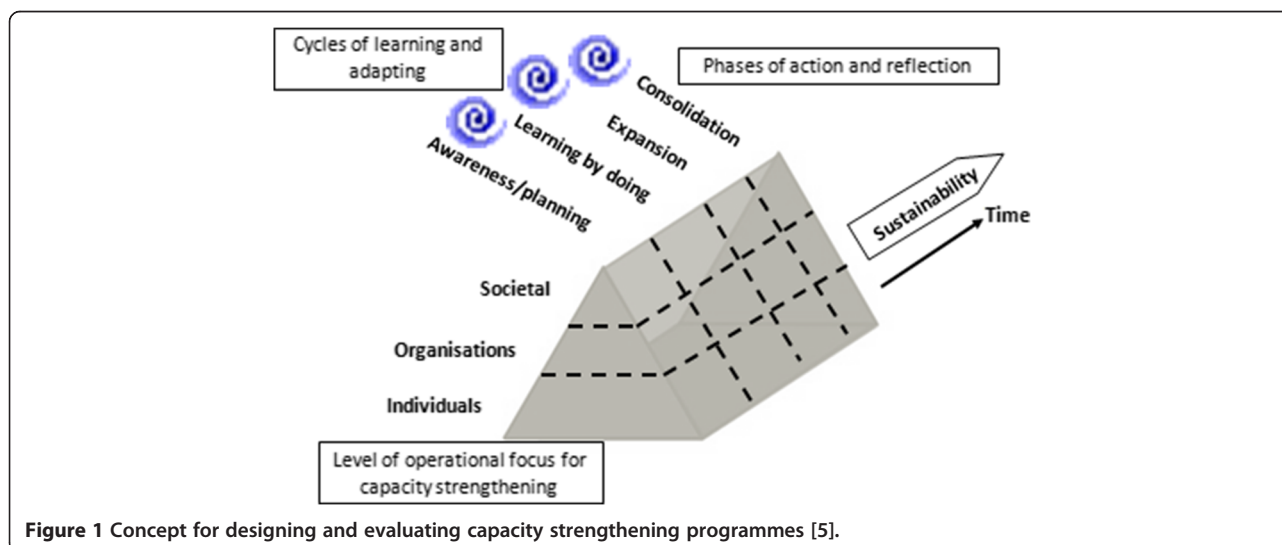 Cycles of learning and
adapting
Phases of action and reflection
Consolidation
Expansion
Learning by doing
Awareness/planning
Sustainability
Time
Societal
Organisations
Individuals
Level of operational focus for
capacity strengthening
Figure 1 Concept for designing and evaluating capacity strengthening programmes [5].